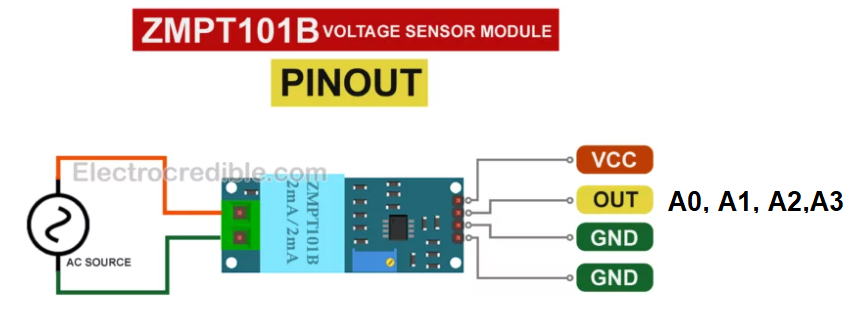 ZMPT101B VOLTAGE SENSOR MODULE
PINOUT
Electrocredible.com
VCC
OUT A0, A1, A2,A3
GND
GND
AC SOURCE
ZMPT101B
2mA/2mA